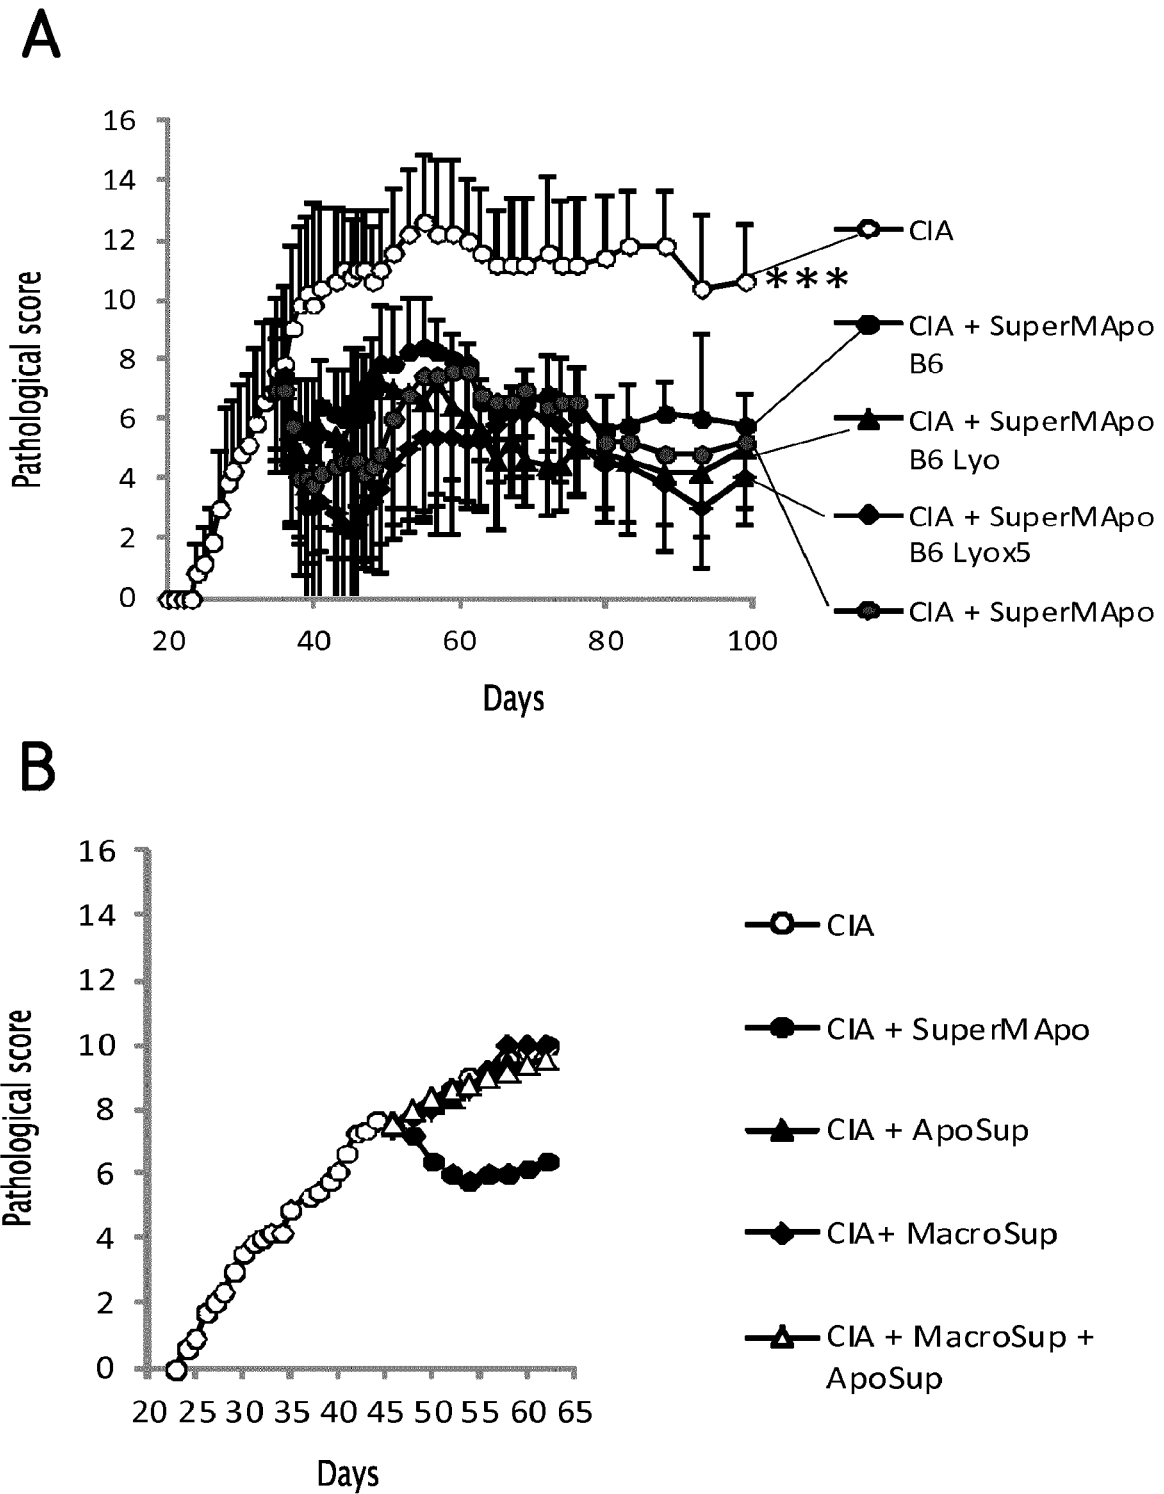 A
16
14
12
10
8
6
4
2
0
20 40 60 80 100
Pathological score
Days
***
CIA
CIA + SuperMApo
B6
CIA + SuperMApo
B6 Lyo
CIA + SuperMApo
B6 Lyox5
CIA + SuperMApo
B
16
14
12
10
8
6
4
2
0
20 25 30 35 40 45 50 55 60 65
Pathological score
Days
CIA
CIA + SuperMApo
CIA + ApoSup
CIA+ MacroSup
CIA + MacroSup +
ApoSup